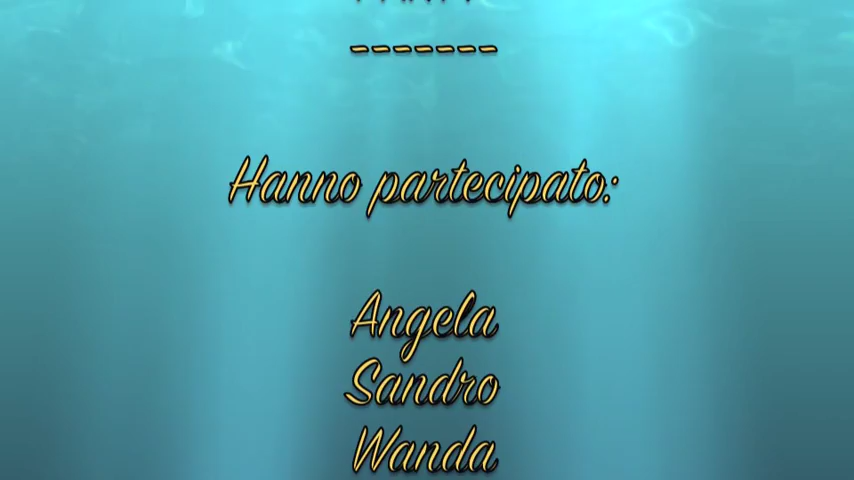 -------
Hanno partecipato:
Angela
Sandro
Wanda